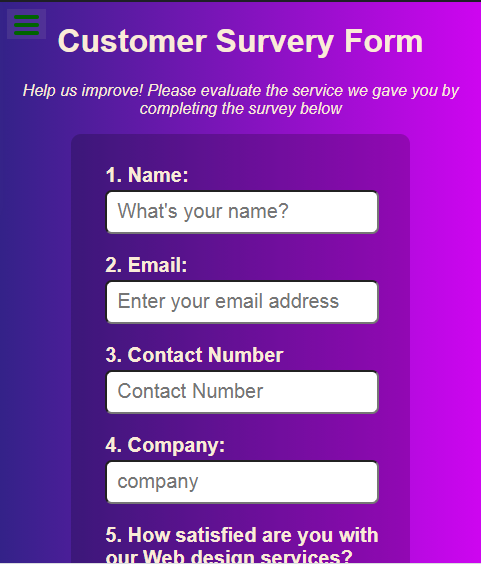 Customer Survery Form
Help us improve! Please evaluate the service we gave you by
completing the survey below
1. Name:
What's your name?
2. Email:
Enter your email address
3. Contact Number
Contact Number
4. Company:
company
5. How satisfied are you with
our Web design services?